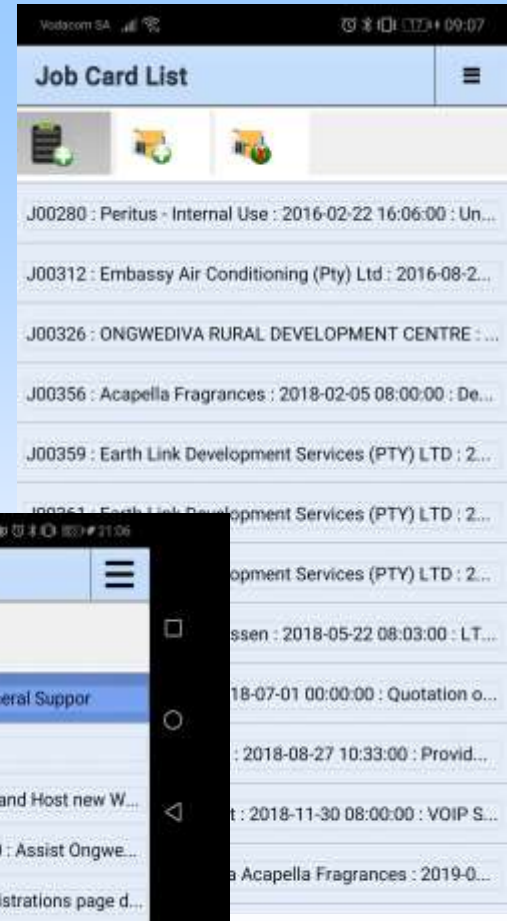 Vodacom SA
09:07
Job Card List
J00280 : Peritus - Internal Use : 2016-02-22 16:06:00 : Un...
J00312 : Embassy Air Conditioning (Pty) Ltd : 2016-08-2...
J00326 : ONGWEDIVA RURAL DEVELOPMENT CENTRE : ...
J00356 : Acapella Fragrances : 2018-02-05 08:00:00 : De...
J00359 : Earth Link Development Services (PTY) LTD : 2...
J00361 : Earth Link Development Services (PTY) LTD : 2...
opment Services (PTY) LTD : 2...
ssen : 2018-05-22 08:03:00 : LT...
18-07-01 00:00:00 : Quotation o...
: 2018-08-27 10:33:00 : Provid...
t : 2018-11-30 08:00:00 : VOIP S...
a Acapella Fragrances : 2019-0...
21:06
eral Suppor
and Host new W...
: Assist Ongwe...
istrations page d...